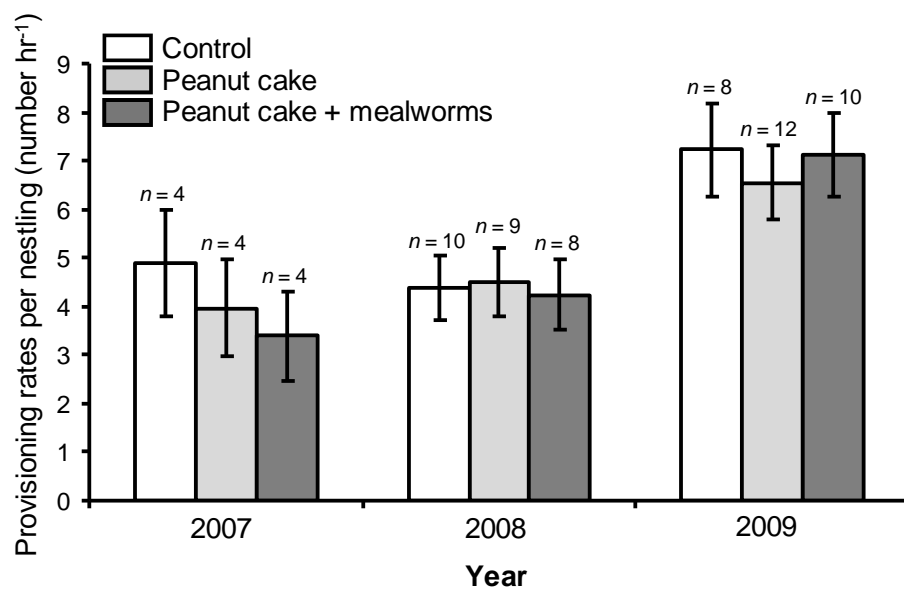 Control
Peanut cake
Peanut cake + mealworms
Provisioning rates per nestling (number hr-1)
9
8
7
6
5
4
3
2
1
0
n = 4
n = 4
n = 4
n = 10
n = 9
n = 8
n = 8
n = 12
n = 10
2007
2008
2009
Year